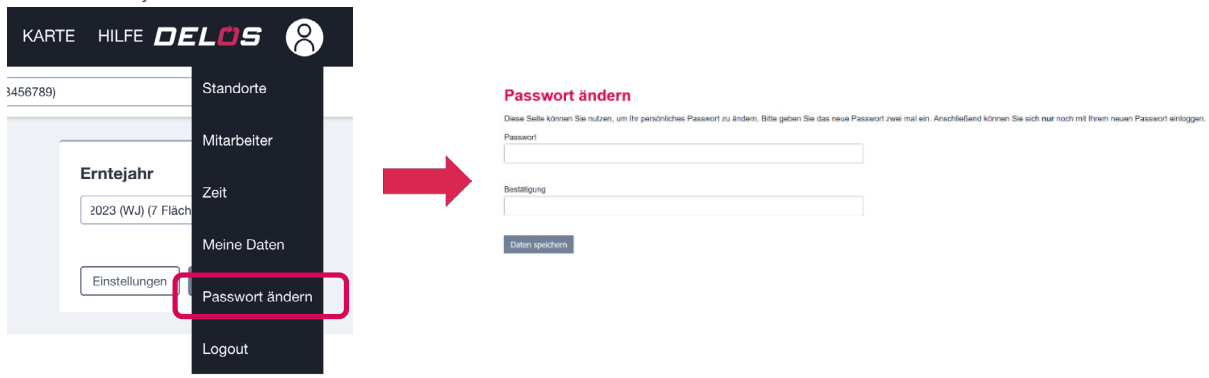 KARTE HILFE DELOS
3456789)
Standorte
Mitarbeiter
Erntejahr
Zeit
2023 (WJ) (7 Fläch
Meine Daten
Einstellungen
Passwort ändern
Logout
Passwort ändern
Diese Seite können Sie nutzen, um Ihr persönliches Passwort zu ändern. Bitte geben Sie das neue Passwort zwei mal ein. Anschließend können Sie sich nur noch mit Ihrem neuen Passwort einloggen.
Passwort
Bestätigung
Daten speichern